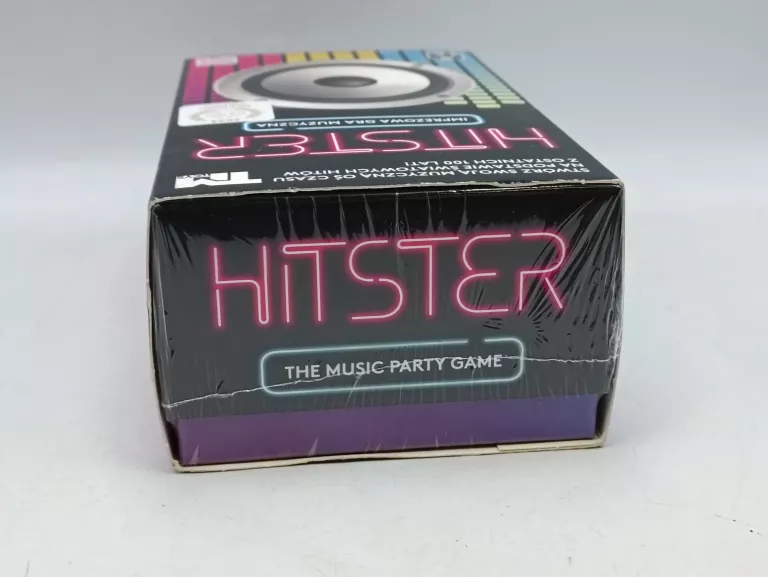 HITSTER
THE MUSIC PARTY GAME
IMPREZOWA GRA MUZYCZNA
HITSTER
STWÓRZ SWOJĄ MUZYCZNĄ OŚ CZASU
NA PODSTAWIE ŚWIATOWYCH HITÓW
Z OSTATNICH 100 LAT!
TM